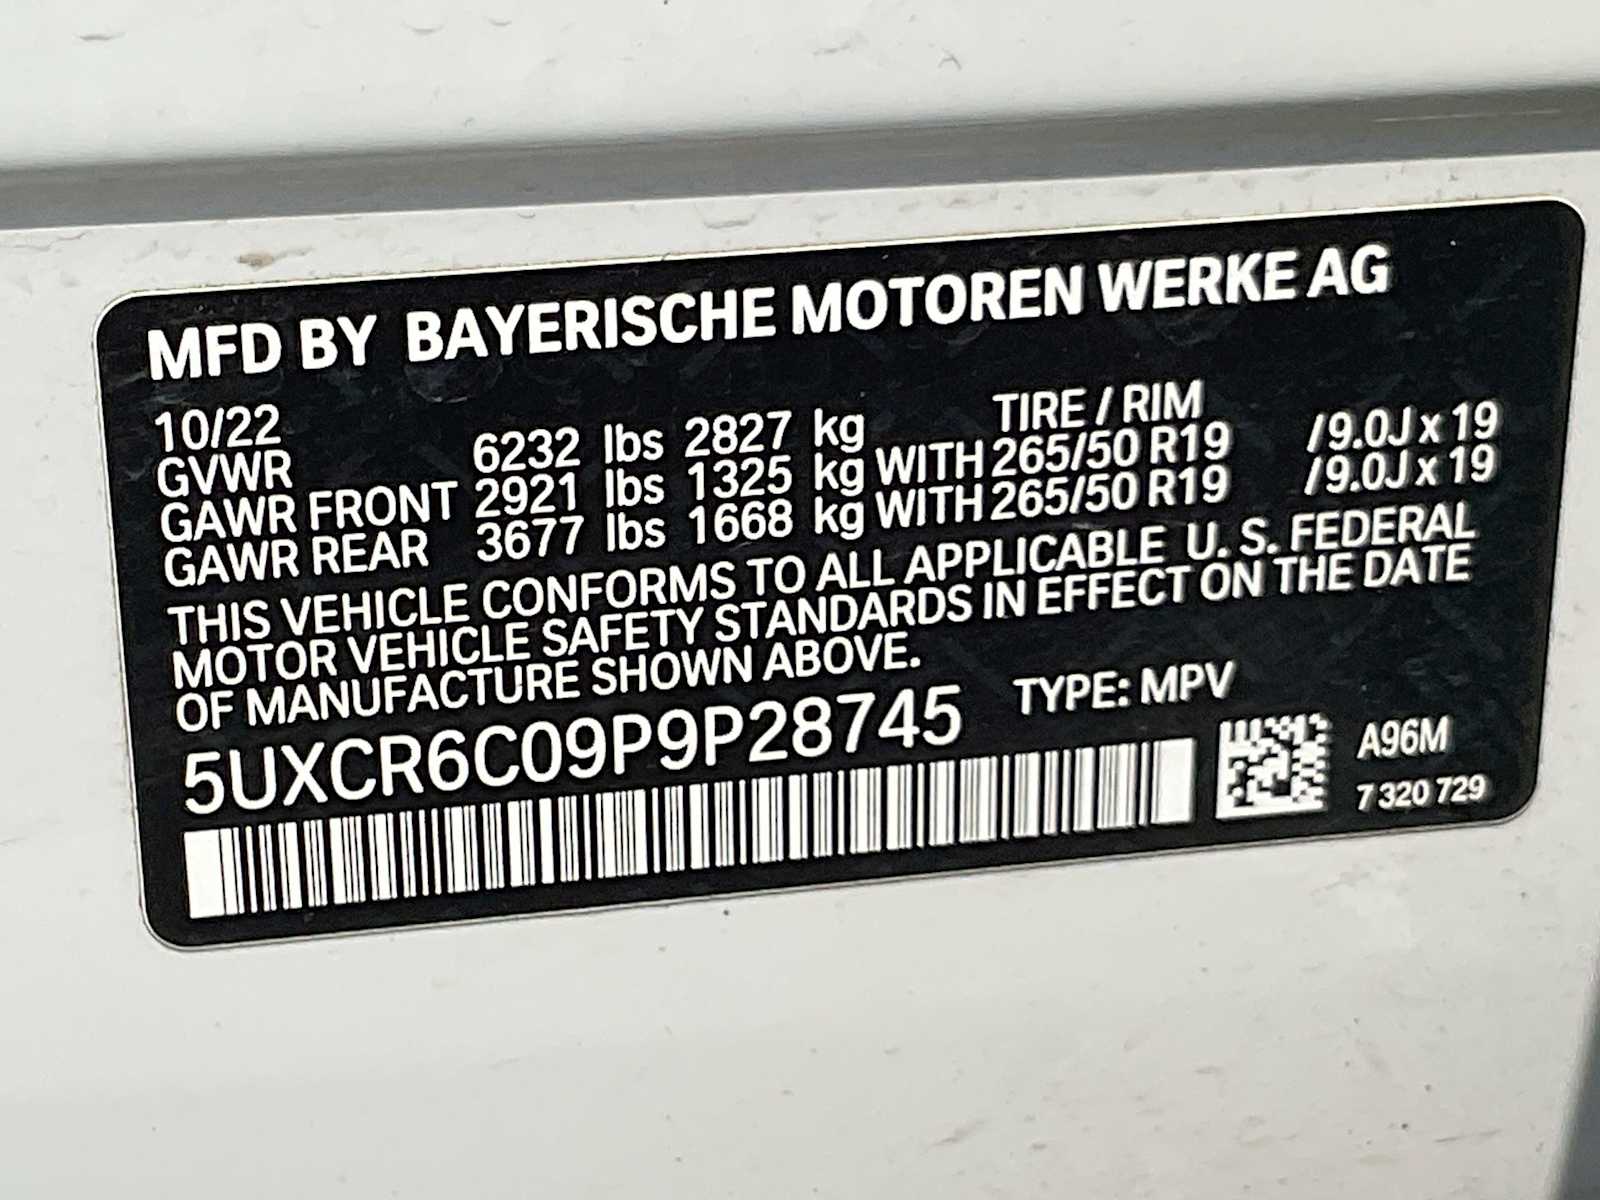 MFD BY BAYERISCHE MOTOREN WERKE AG
10/22 TIRE / RIM
GVWR 6232 lbs 2827 kg
GAWR FRONT 2921 lbs 1325 kg WITH 265/50 R19 /9.0J x 19
GAWR REAR 3677 lbs 1668 kg WITH 265/50 R19 /9.0J x 19
THIS VEHICLE CONFORMS TO ALL APPLICABLE U. S. FEDERAL
MOTOR VEHICLE SAFETY STANDARDS IN EFFECT ON THE DATE
OF MANUFACTURE SHOWN ABOVE.
5UXCR6C09P9P28745 TYPE: MPV
A96M
7 320 729